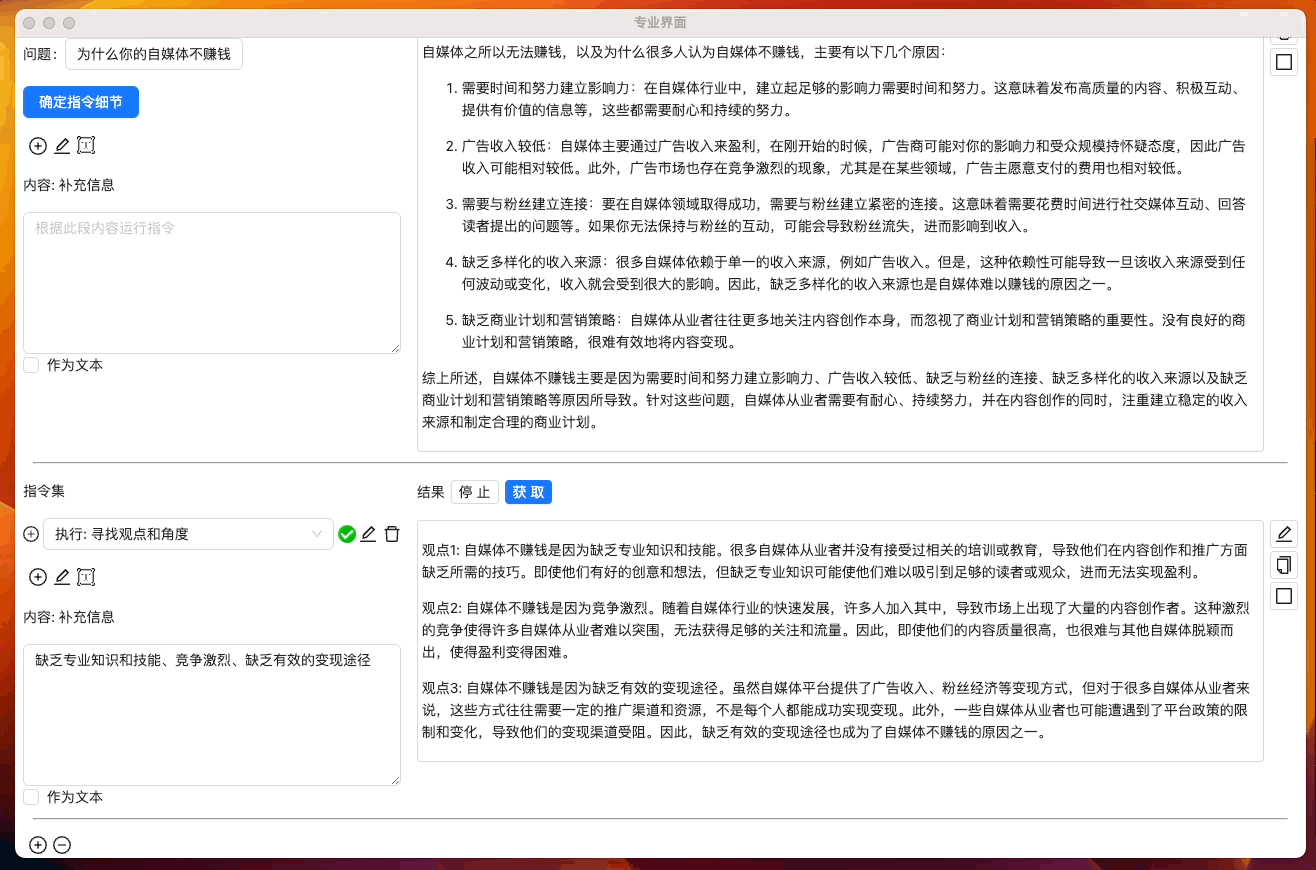 专业界面
问题: 为什么你的自媒体不赚钱
确定指令细节
内容: 补充信息
根据此段内容运行指令
作为文本
自媒体之所以无法赚钱，以及为什么很多人认为自媒体不赚钱，主要有以下几个原因：
1. 需要时间和努力建立影响力：在自媒体行业中，建立起足够的影响力需要时间和努力。这意味着发布高质量的内容、积极互动、
提供有价值的信息等，这些都需要耐心和持续的努力。
2. 广告收入较低：自媒体主要通过广告收入来盈利，在刚开始的时候，广告商可能对你的影响力和受众规模持怀疑态度，因此广告
收入可能相对较低。此外，广告市场也存在竞争激烈的现象，尤其是在某些领域，广告主愿意支付的费用也相对较低。
3. 需要与粉丝建立连接：要在自媒体领域取得成功，需要与粉丝建立紧密的连接。这意味着需要花费时间进行社交媒体互动、回答
读者提出的问题等。如果你无法保持与粉丝的互动，可能会导致粉丝流失，进而影响到收入。
4. 缺乏多样化的收入来源：很多自媒体依赖于单一的收入来源，例如广告收入。但是，这种依赖性可能导致一旦该收入来源受到任
何波动或变化，收入就会受到很大的影响。因此，缺乏多样化的收入来源也是自媒体难以赚钱的原因之一。
5. 缺乏商业计划和营销策略：自媒体从业者往往更多地关注内容创作本身，而忽视了商业计划和营销策略的重要性。没有良好的商
业计划和营销策略，很难有效地将内容变现。
综上所述，自媒体不赚钱主要是因为需要时间和努力建立影响力、广告收入较低、缺乏与粉丝的连接、缺乏多样化的收入来源以及缺乏
商业计划和营销策略等原因所导致。针对这些问题，自媒体从业者需要有耐心、持续努力，并在内容创作的同时，注重建立稳定的收入
来源和制定合理的商业计划。
指令集
执行: 寻找观点和角度
内容: 补充信息
缺乏专业知识和技能、竞争激烈、缺乏有效的变现途径
作为文本
结果 停 止 获 取
观点1: 自媒体不赚钱是因为缺乏专业知识和技能。很多自媒体从业者并没有接受过相关的培训或教育，导致他们在内容创作和推广方面
缺乏所需的技巧。即使他们有好的创意和想法，但缺乏专业知识可能使他们难以吸引到足够的读者或观众，进而无法实现盈利。
观点2: 自媒体不赚钱是因为竞争激烈。随着自媒体行业的快速发展，许多人加入其中，导致市场上出现了大量的内容创作者。这种激烈
的竞争使得许多自媒体从业者难以突围，无法获得足够的关注和流量。因此，即使他们的内容质量很高，也很难与其他自媒体脱颖而
出，使得盈利变得困难。
观点3: 自媒体不赚钱是因为缺乏有效的变现途径。虽然自媒体平台提供了广告收入、粉丝经济等变现方式，但对于很多自媒体从业者来
说，这些方式往往需要一定的推广渠道和资源，不是每个人都能成功实现变现。此外，一些自媒体从业者也可能遭遇到了平台政策的限
制和变化，导致他们的变现渠道受阻。因此，缺乏有效的变现途径也成为了自媒体不赚钱的原因之一。